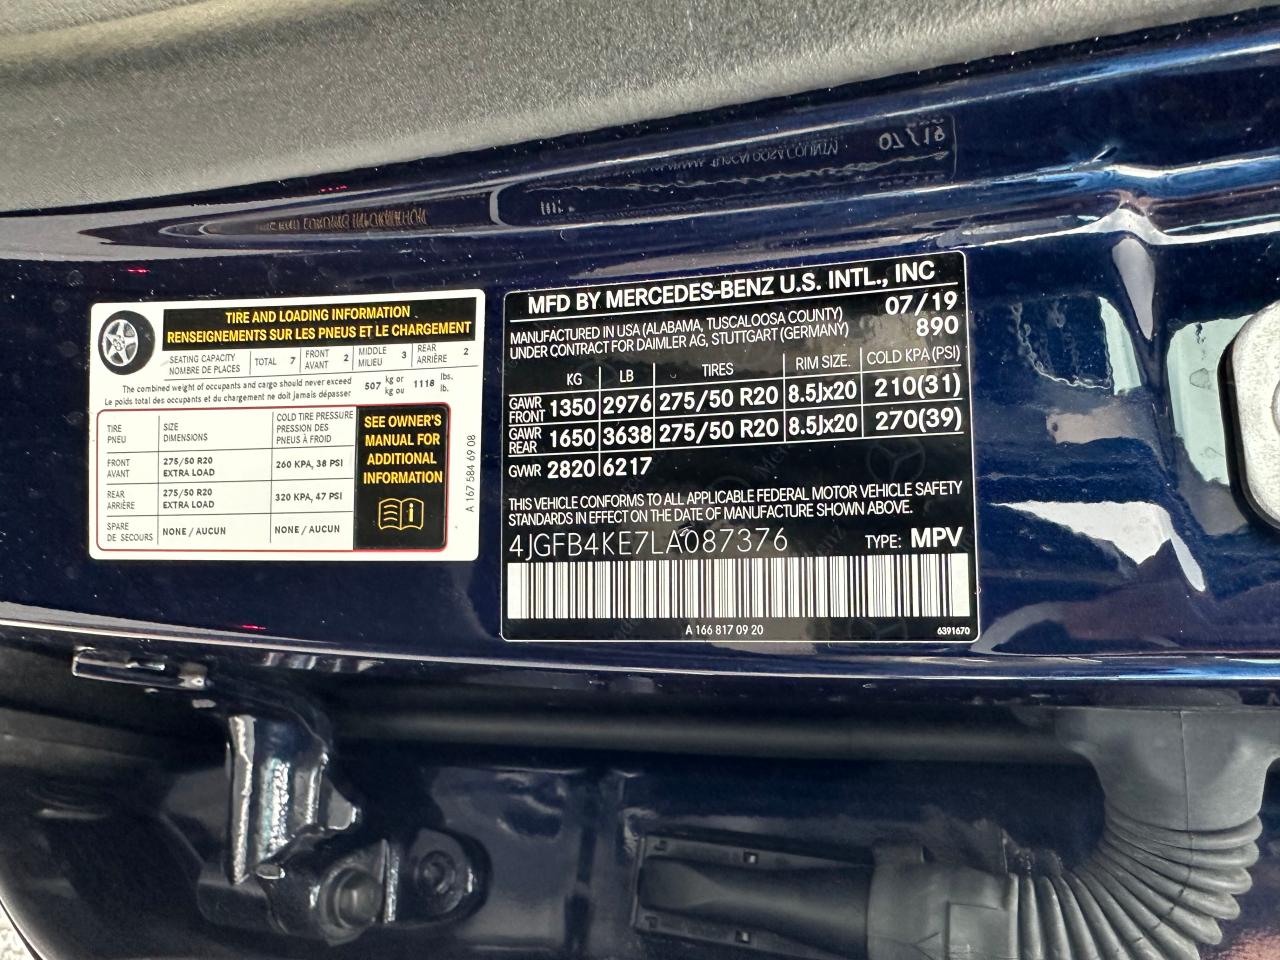 TIRE AND LOADING INFORMATION
RENSEIGNEMENTS SUR LES PNEUS ET LE CHARGEMENT
SEATING CAPACITY
NOMBRE DE PLACES
TOTAL 7
FRONT
AVANT 2
MIDDLE
MILIEU 3
REAR
ARRIÈRE 2
The combined weight of occupants and cargo should never exceed
Le poids total des occupants et du chargement ne doit jamais dépasser
507 kg or
kg ou
1118 lbs.
lb.
TIRE
PNEU
SIZE
DIMENSIONS
COLD TIRE PRESSURE
PRESSION DES
PNEUS À FROID
FRONT
AVANT
275/50 R20
EXTRA LOAD
260 KPA, 38 PSI
REAR
ARRIÈRE
275/50 R20
EXTRA LOAD
320 KPA, 47 PSI
SPARE
DE SECOURS
NONE / AUCUN
NONE / AUCUN
SEE OWNER'S
MANUAL FOR
ADDITIONAL
INFORMATION
A 167 584 69 08
MFD BY MERCEDES-BENZ U.S. INTL., INC
MANUFACTURED IN USA (ALABAMA, TUSCALOOSA COUNTY)
UNDER CONTRACT FOR DAIMLER AG, STUTTGART (GERMANY)
07/19
890
KG LB TIRES RIM SIZE. COLD KPA (PSI)
GAWR
FRONT 1350 2976 275/50 R20 8.5Jx20 210(31)
GAWR
REAR 1650 3638 275/50 R20 8.5Jx20 270(39)
GVWR 2820 6217
THIS VEHICLE CONFORMS TO ALL APPLICABLE FEDERAL MOTOR VEHICLE SAFETY
STANDARDS IN EFFECT ON THE DATE OF MANUFACTURE SHOWN ABOVE.
4JGFB4KE7LA087376 TYPE: MPV
A 166 817 09 20
6391670